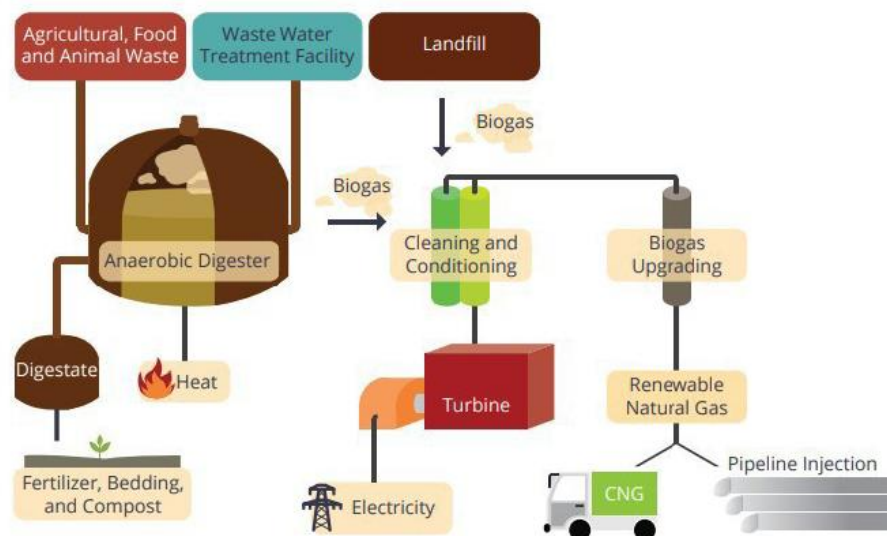 Agricultural, Food
and Animal Waste
Waste Water
Treatment Facility
Landfill
Biogas
Biogas
Anaerobic Digester
Cleaning and
Conditioning
Biogas
Upgrading
Digestate
Heat
Turbine
Renewable
Natural Gas
Fertilizer, Bedding,
and Compost
Electricity
CNG
Pipeline Injection